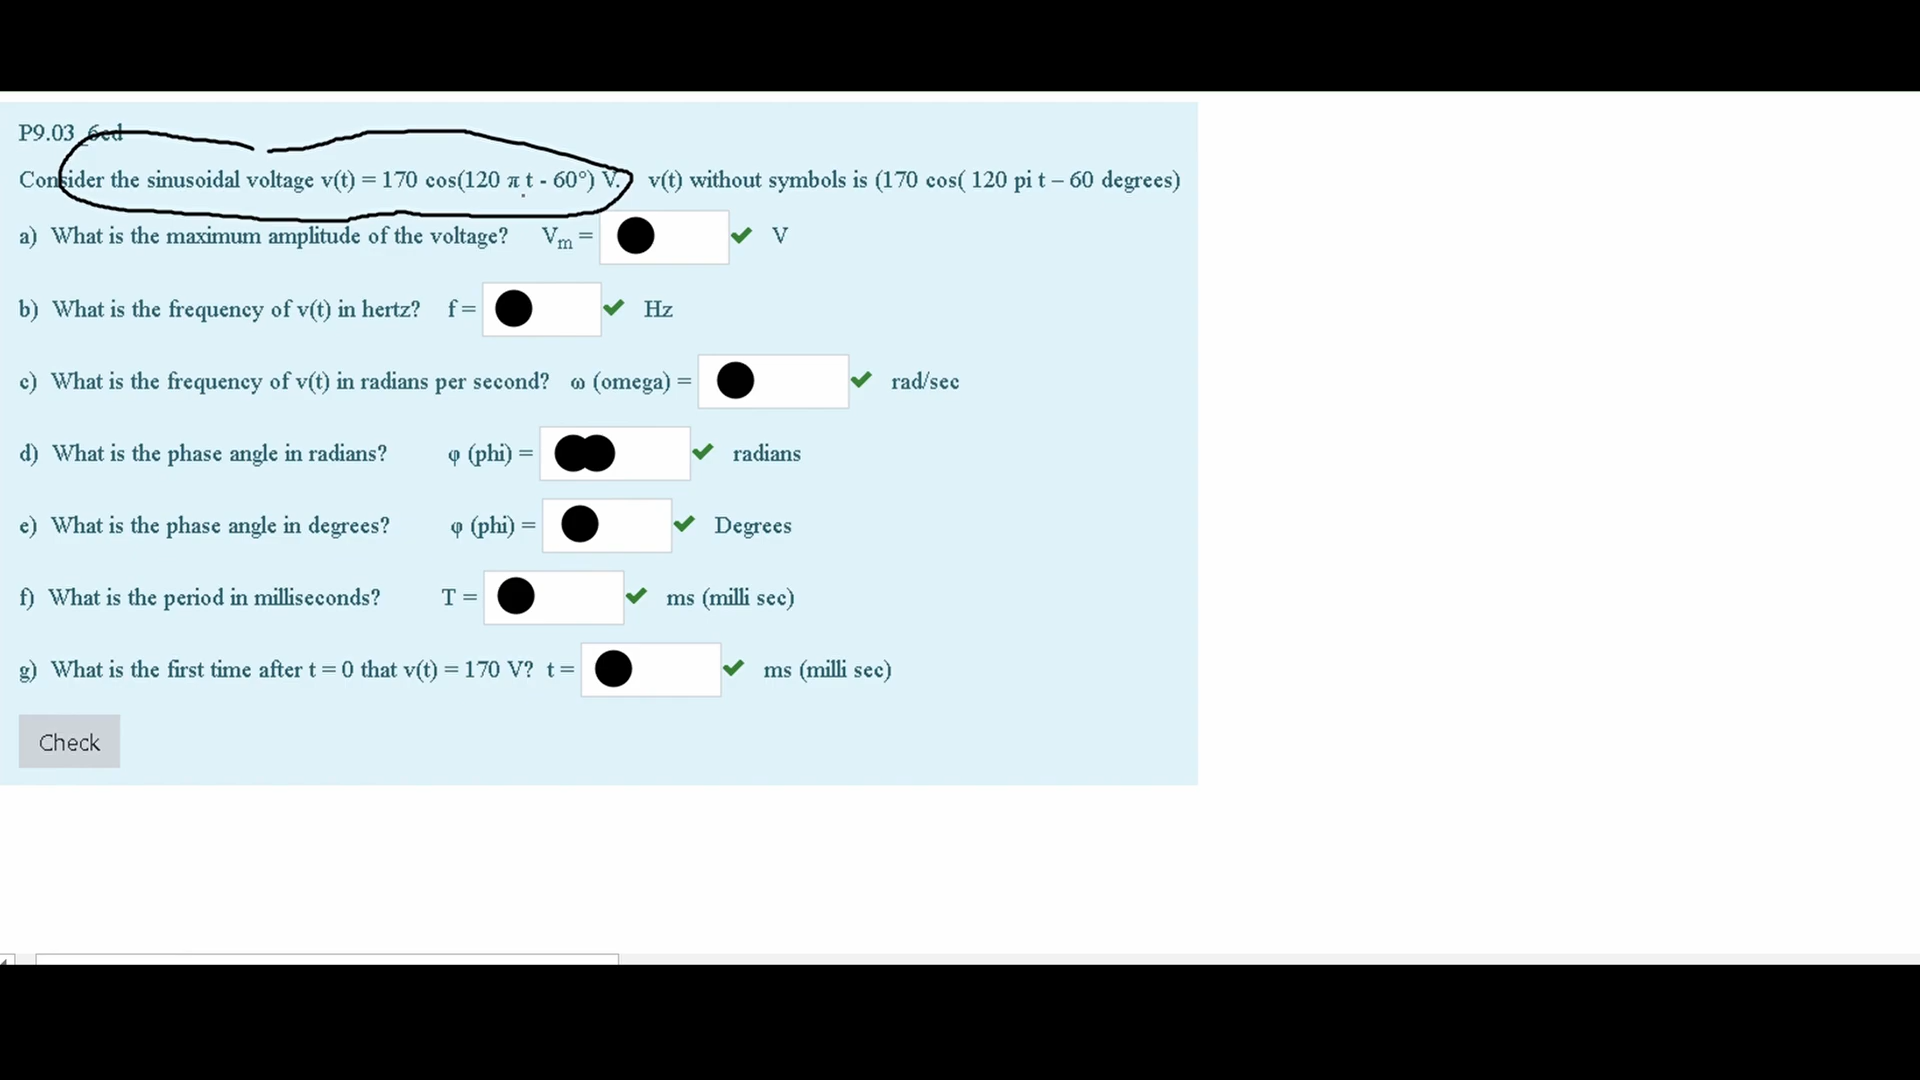 P9.03_6ed
Consider the sinusoidal voltage v(t) = 170 cos(120 π t - 60°) V. v(t) without symbols is (170 cos( 120 pi t – 60 degrees)
a) What is the maximum amplitude of the voltage? Vm = V
b) What is the frequency of v(t) in hertz? f = Hz
c) What is the frequency of v(t) in radians per second? ω (omega) = rad/sec
d) What is the phase angle in radians? φ (phi) = radians
e) What is the phase angle in degrees? φ (phi) = Degrees
f) What is the period in milliseconds? T = ms (milli sec)
g) What is the first time after t = 0 that v(t) = 170 V? t = ms (milli sec)
Check